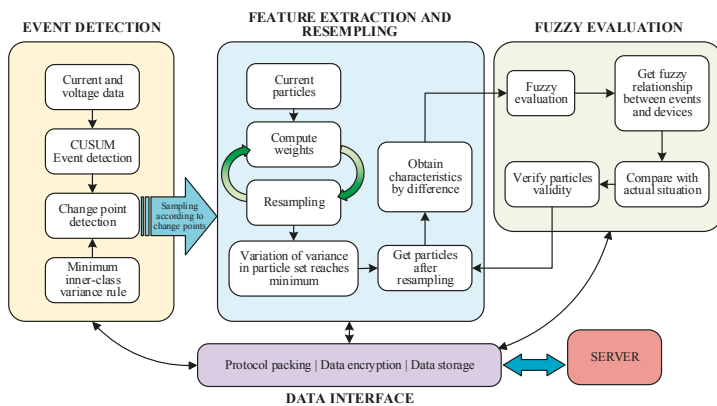 EVENT DETECTION
Current and
voltage data
CUSUM
Event detection
Change point
detection
Minimum
inner-class
variance rule
Sampling
according to
change points
FEATURE EXTRACTION AND
RESEMPLING
Current
particles
Compute
weights
Resampling
Variation of variance
in particle set reaches
minimum
Obtain
characteristics
by difference
Get particles
after
resampling
FUZZY EVALUATION
Fuzzy
evaluation
Get fuzzy
relationship
between events
and devices
Verify particles
validity
Compare with
actual situation
Protocol packing | Data encryption | Data storage
SERVER
DATA INTERFACE